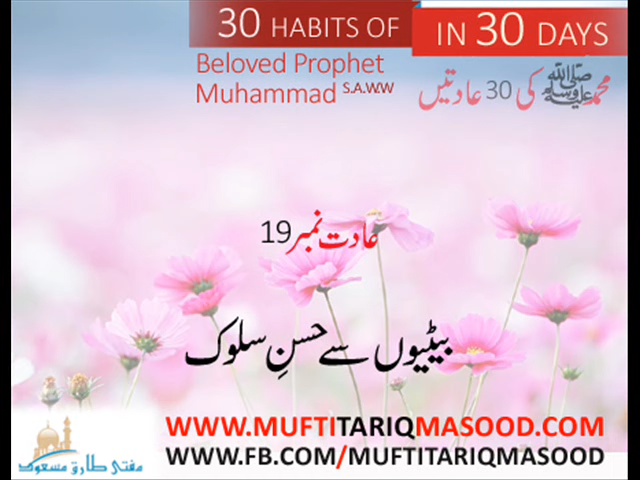 30 HABITS OF
IN 30 DAYS
Beloved Prophet
Muhammad S.A.W.W
محمد ﷺ کی 30 عادتیں
عادت نمبر 19
بیٹیوں سے حسنِ سلوک
مفتی طارق مسعود
WWW.MUFTITARIQMASOOD.COM
WWW.FB.COM/MUFTITARIQMASOOD